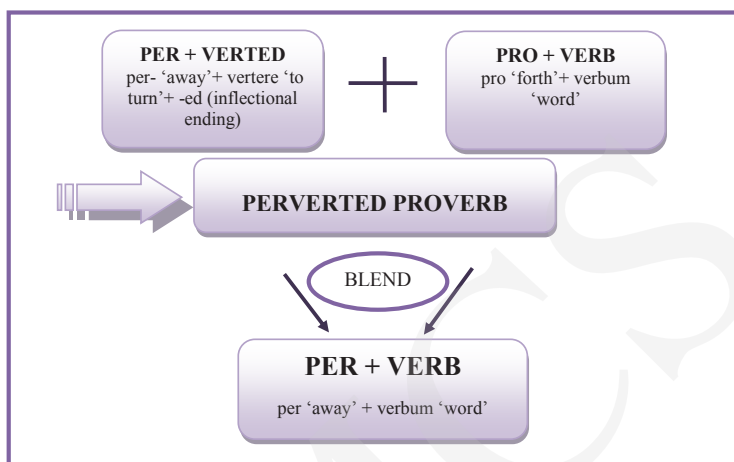 PER + VERTED
per- ‘away’+ vertere ‘to
turn’+ -ed (inflectional
ending)
PRO + VERB
pro ‘forth’+ verbum
‘word’
PERVERTED PROVERB
BLEND
PER + VERB
per ‘away’ + verbum ‘word’